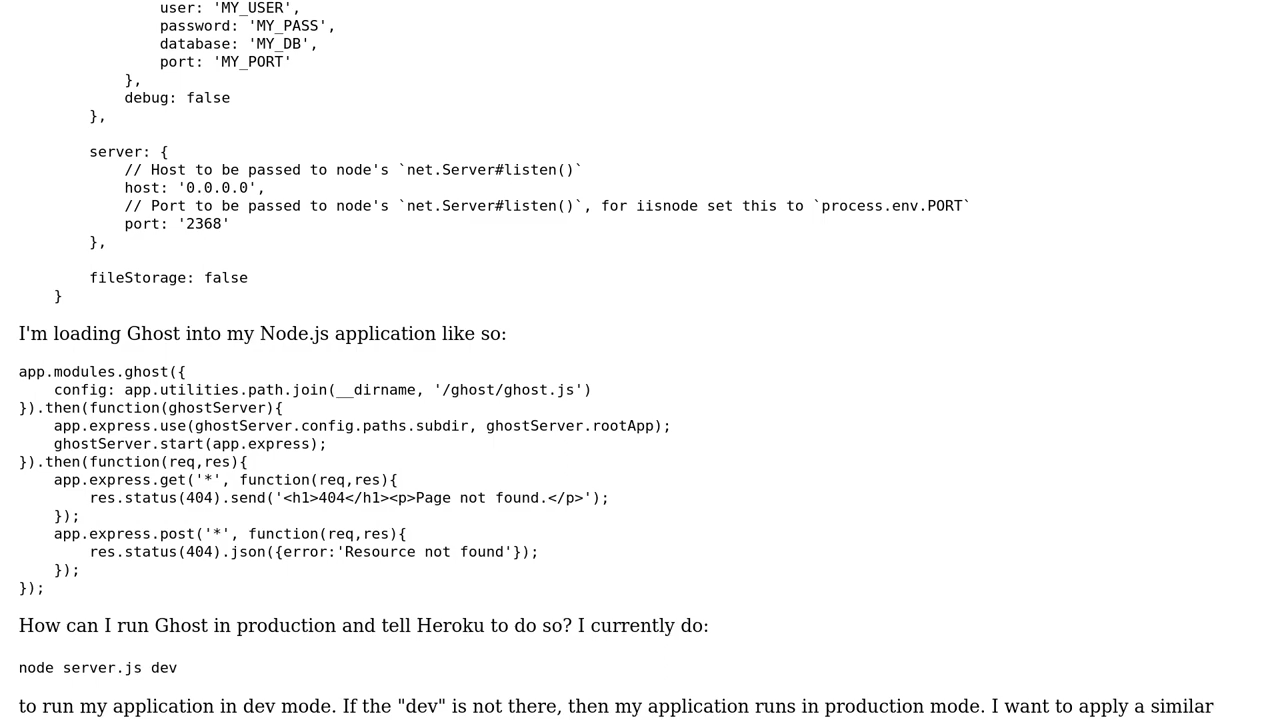 user: 'MY_USER',
                password: 'MY_PASS',
                database: 'MY_DB',
                port: 'MY_PORT'
            },
            debug: false
        },

        server: {
            // Host to be passed to node's `net.Server#listen()`
            host: '0.0.0.0',
            // Port to be passed to node's `net.Server#listen()`, for iisnode set this to `process.env.PORT`
            port: '2368'
        },

        fileStorage: false
    }
I'm loading Ghost into my Node.js application like so:
app.modules.ghost({
    config: app.utilities.path.join(__dirname, '/ghost/ghost.js')
}).then(function(ghostServer){
    app.express.use(ghostServer.config.paths.subdir, ghostServer.rootApp);
    ghostServer.start(app.express);
}).then(function(req,res){
    app.express.get('*', function(req,res){
        res.status(404).send('<h1>404</h1><p>Page not found.</p>');
    });
    app.express.post('*', function(req,res){
        res.status(404).json({error:'Resource not found'});
    });
});
How can I run Ghost in production and tell Heroku to do so? I currently do:
node server.js dev
to run my application in dev mode. If the "dev" is not there, then my application runs in production mode. I want to apply a similar